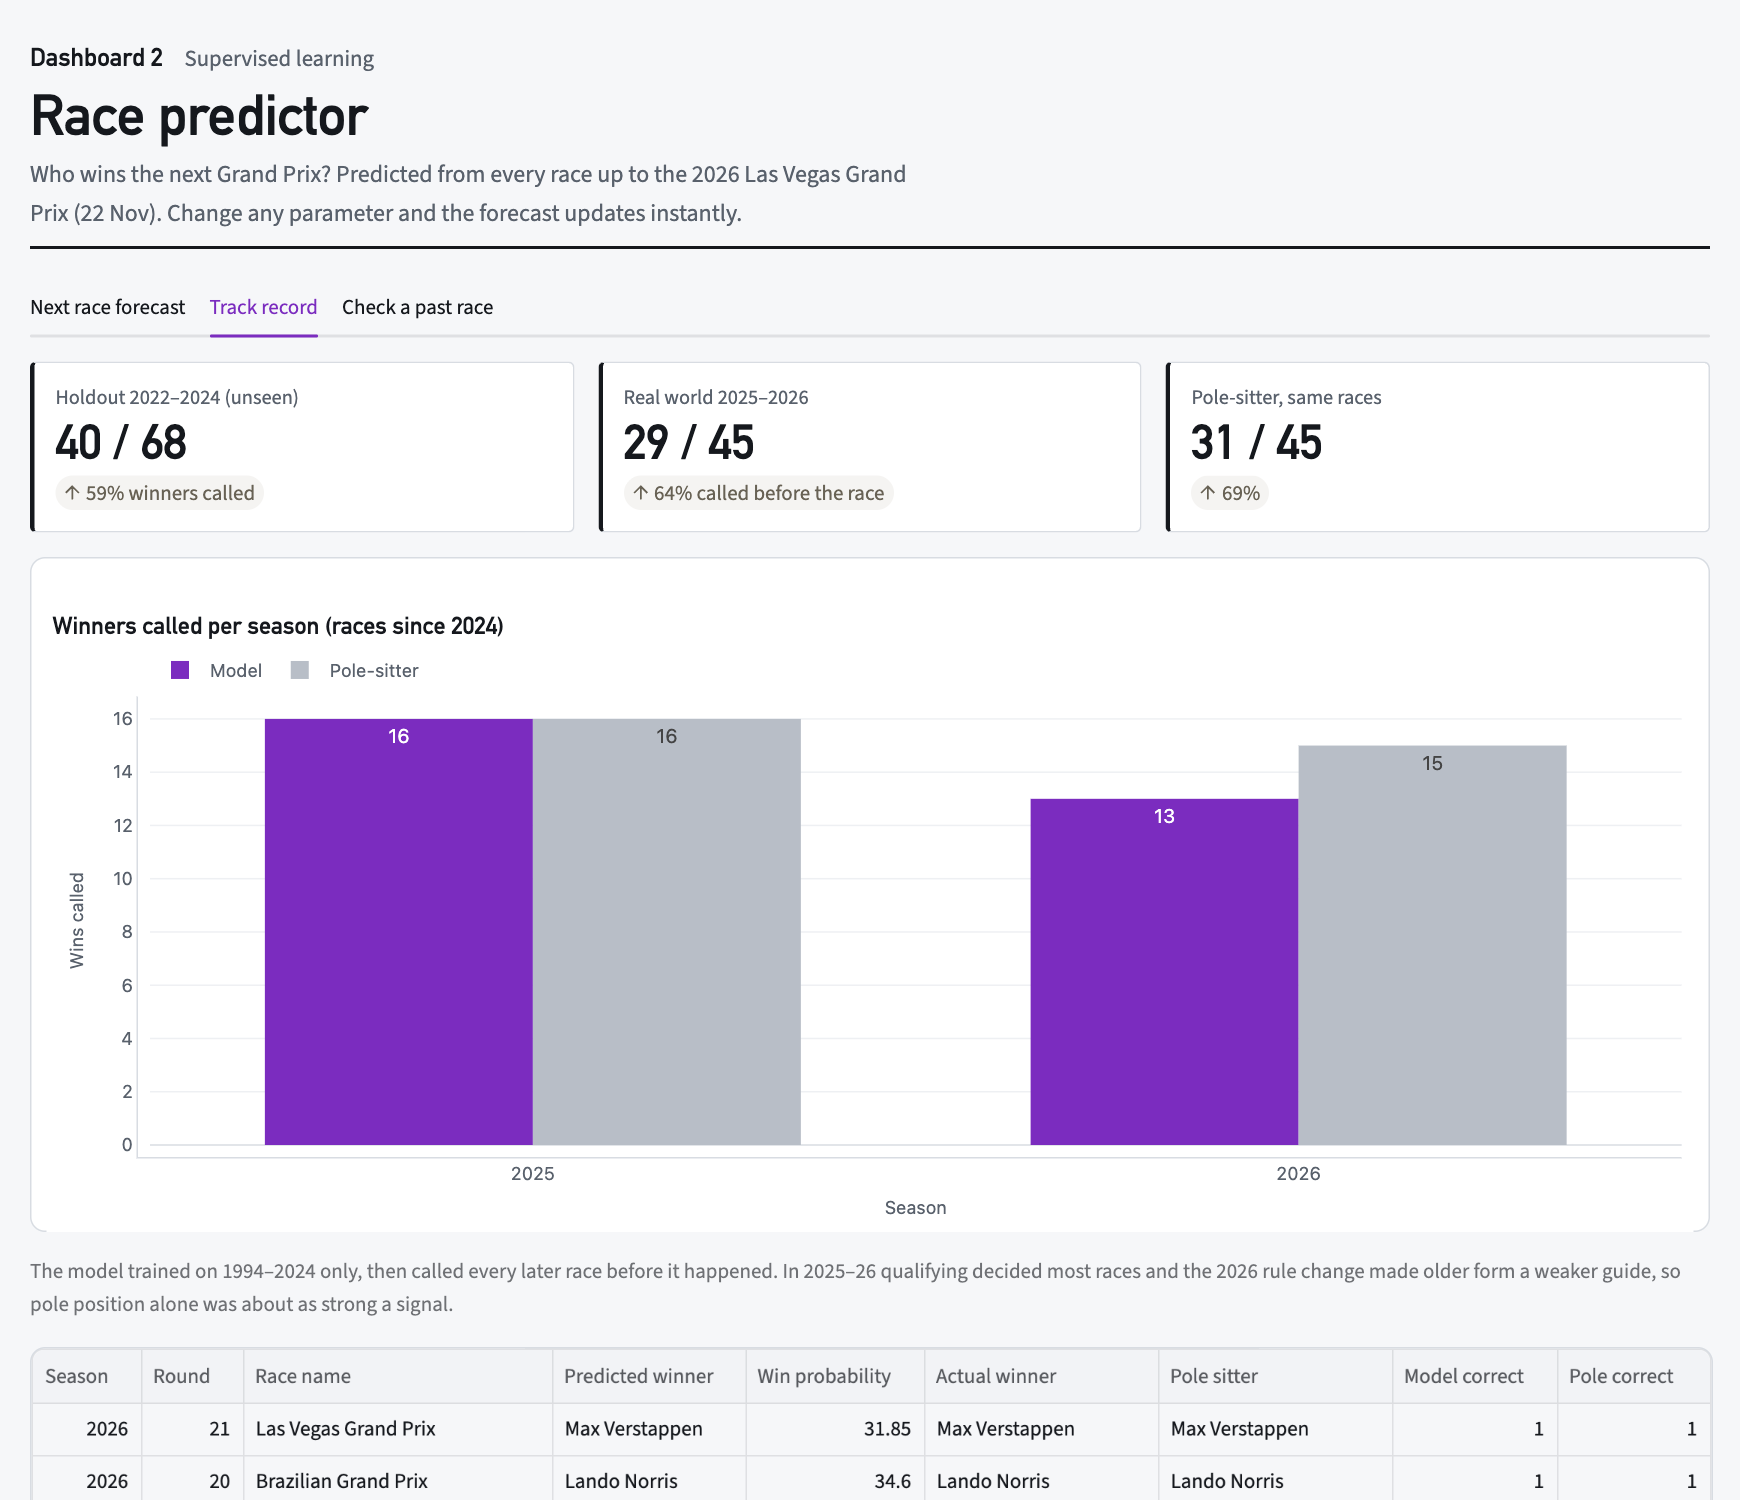 Dashboard 2 Supervised learning
Race predictor
Who wins the next Grand Prix? Predicted from every race up to the 2026 Las Vegas Grand
Prix (22 Nov). Change any parameter and the forecast updates instantly.
Next race forecast Track record Check a past race
Holdout 2022–2024 (unseen)
40 / 68
↑ 59% winners called
Real world 2025–2026
29 / 45
↑ 64% called before the race
Pole-sitter, same races
31 / 45
↑ 69%
Winners called per season (races since 2024)
Model Pole-sitter
Wins called
16
14
12
10
8
6
4
2
0
16
16
13
15
2025
2026
Season
The model trained on 1994–2024 only, then called every later race before it happened. In 2025–26 qualifying decided most races and the 2026 rule change made older form a weaker guide, so
pole position alone was about as strong a signal.
Season Round Race name Predicted winner Win probability Actual winner Pole sitter Model correct Pole correct
2026 21 Las Vegas Grand Prix Max Verstappen 31.85 Max Verstappen Max Verstappen 1 1
2026 20 Brazilian Grand Prix Lando Norris 34.6 Lando Norris Lando Norris 1 1